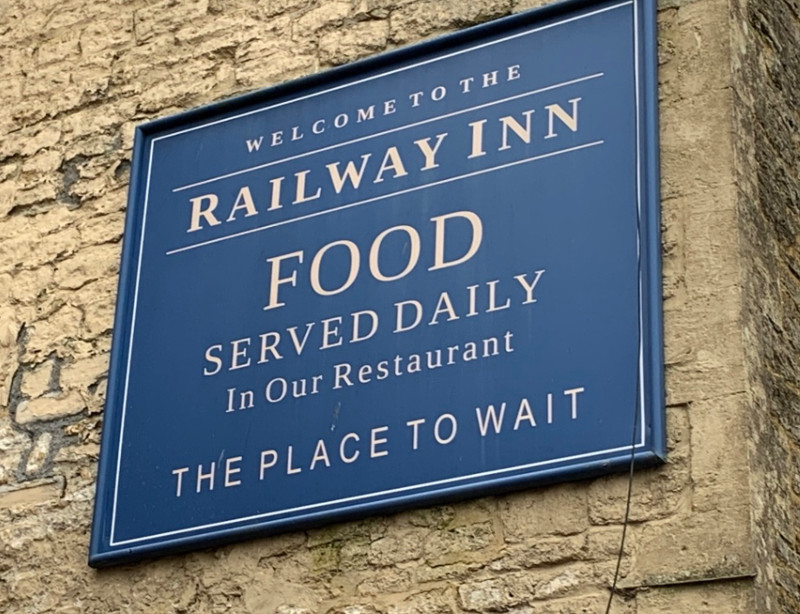 WELCOME TO THE
RAILWAY INN
FOOD
SERVED DAILY
In Our Restaurant
THE PLACE TO WAIT